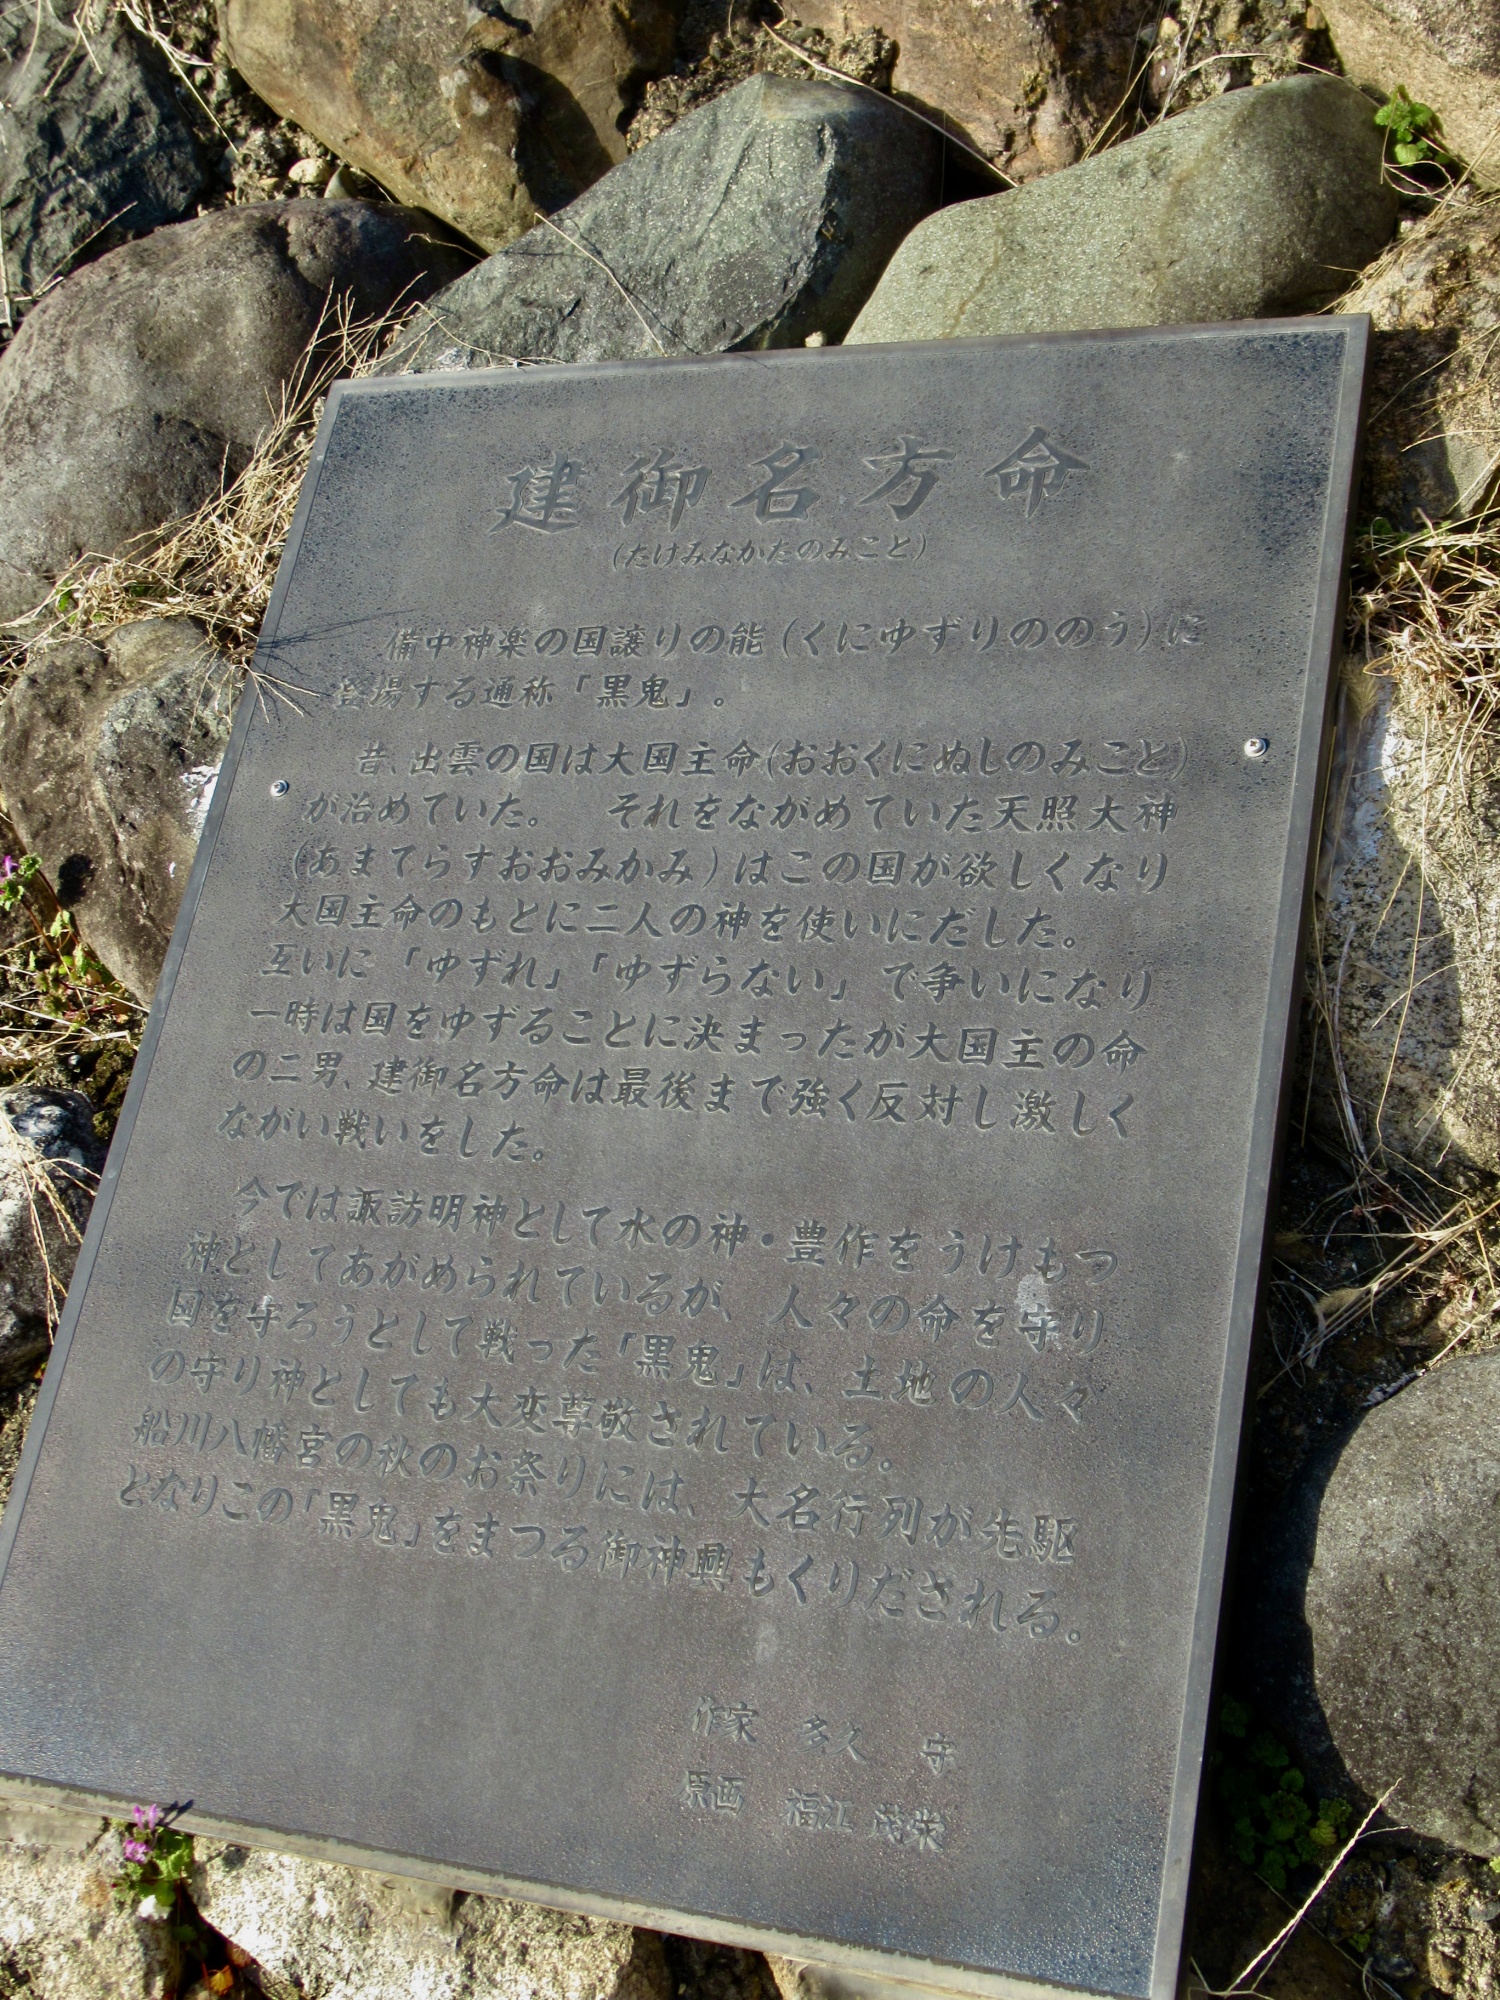 建御名方命
(たけみなかたのみこと)
備中神楽の国譲りの能(くにゆずりののう)に
登場する通称「黒鬼」。
昔、出雲の国は大国主命(おおくにぬしのみこと)
が治めていた。 それをながめていた天照大神
(あまてらすおおみかみ)はこの国が欲しくなり
大国主命のもとに二人の神を使いにだした。
互いに「ゆずれ」「ゆずらない」で争いになり
一時は国をゆずることに決まったが大国主の命
の二男、建御名方命は最後まで強く反対し激しく
ながい戦いをした。
今では諏訪明神として水の神・豊作をうけもつ
神としてあがめられているが、人々の命を守り
国を守ろうとして戦った「黒鬼」は、土地の人々
の守り神としても大変尊敬されている。
船川八幡宮の秋のお祭りには、大名行列が先駆
となりこの「黒鬼」をまつる御神興もくりだされる。
作家 多久 守
原画 福江 茂栄